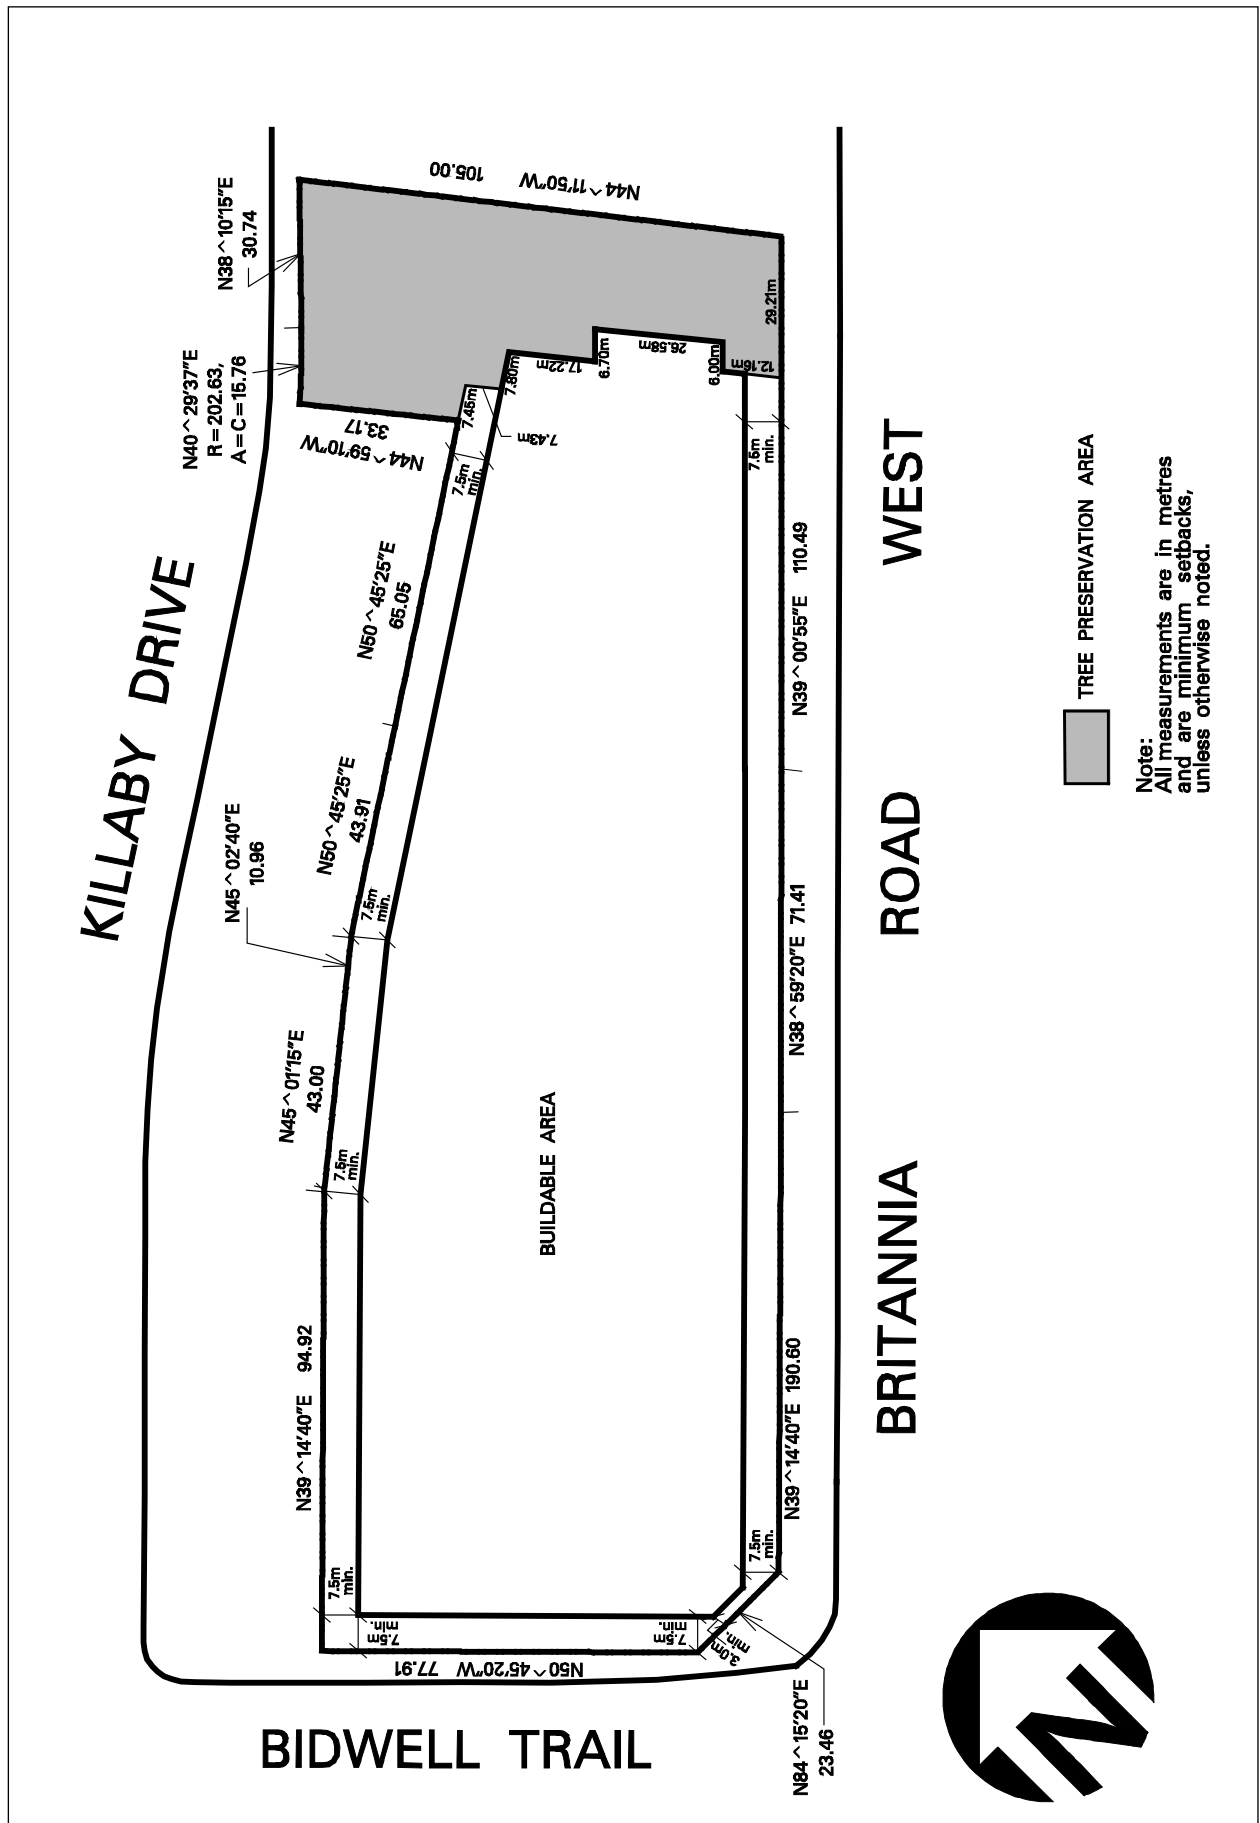 N44^11'50"W 105.00
N38^10'15"E
30.74
N40^29'37"E
R=202.63,
A=C=15.76
33.17
N44^59'10"W
29.21m
12.16m
6.00m
26.58m
6.70m
17.22m
7.80m
7.45m
7.43m
7.5m
min.
7.5m
min.
KILLABY DRIVE
N50^45'25"E
65.05
N50^45'25"E
43.91
N45^02'40"E
10.96
7.5m
min.
N45^01'15"E
43.00
7.5m
min.
N39^00'55"E 110.49
N38^59'20"E 71.41
BRITANNIA ROAD WEST
TREE PRESERVATION AREA
Note:
All measurements are in metres
and are minimum setbacks,
unless otherwise noted.
BUILDABLE AREA
N39^14'40"E 94.92
N39^14'40"E 190.60
7.5m
min.
7.5m
min.
7.5m
min.
7.5m
min.
3.0m
min.
N50^45'20"W 77.91
N84^15'20"E
23.46
BIDWELL TRAIL
N